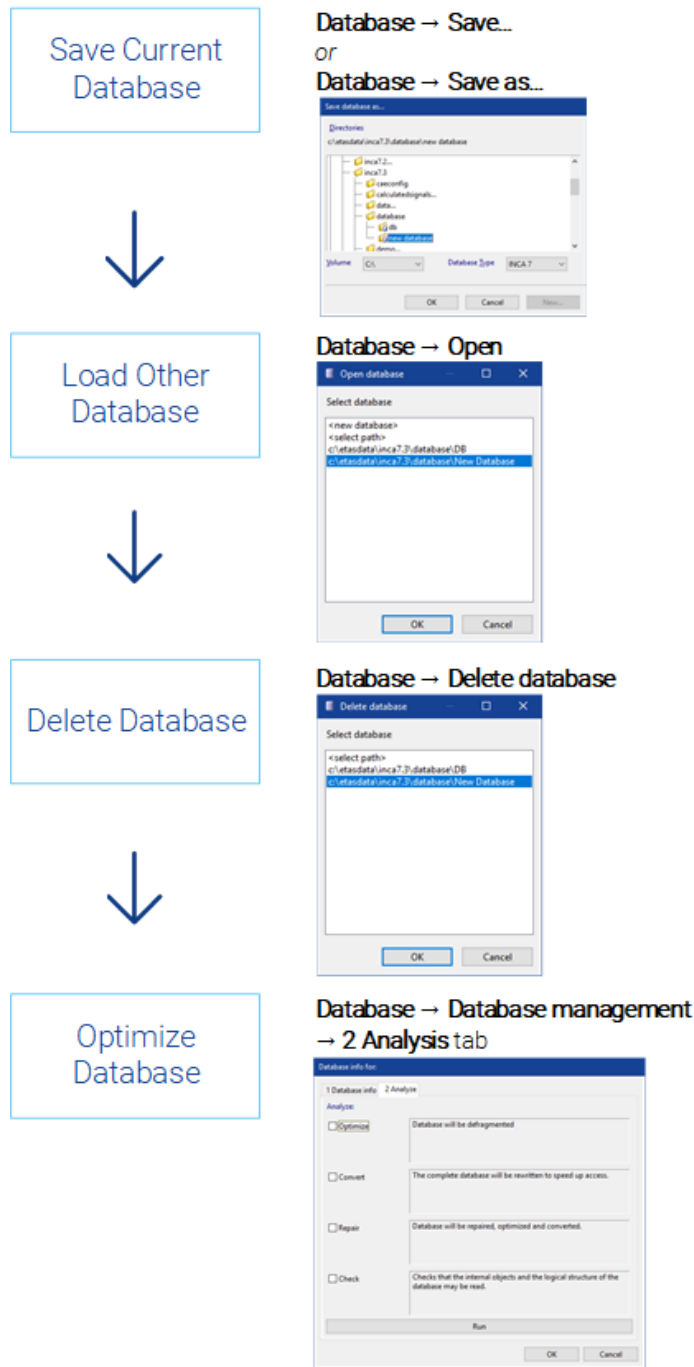 Save Current
Database
Database → Save...
or
Database → Save as...
Save database as...
Directories
c:\etasdata\inca7.3\database\new database
inca7.2...
inca7.3
caeconfig
calculatedsignals...
data...
database
db
new database
demo...
Volume
C:\
Database Type
INCA 7
OK
Cancel
New...
Load Other
Database
Database → Open
Open database
Select database
<new database>
<select path>
c:\etasdata\inca7.3\database\DB
c:\etasdata\inca7.3\database\New Database
OK
Cancel
Delete Database
Database → Delete database
Delete database
Select database
<select path>
c:\etasdata\inca7.3\database\DB
c:\etasdata\inca7.3\database\New Database
OK
Cancel
Optimize
Database
Database → Database management
→ 2 Analysis tab
Database info for:
1 Database info
2 Analyze
Analyze:
Optimize
Database will be defragmented
Convert
The complete database will be rewritten to speed up access.
Repair
Database will be repaired, optimized and converted.
Check
Checks that the internal objects and the logical structure of the
database may be read.
Run
OK
Cancel